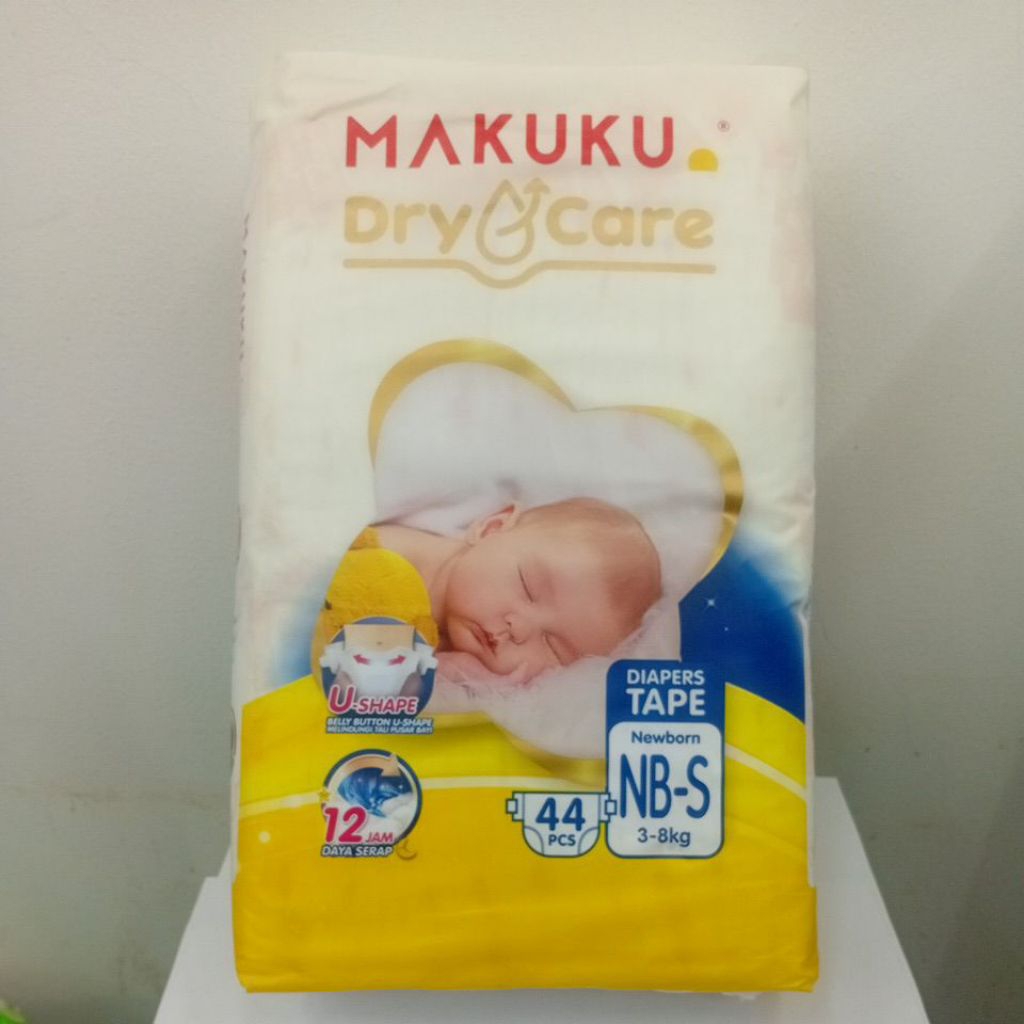 MAKUKU ®
Dry Care
U-SHAPE
BELLY BUTTON U-SHAPE
MELINDUNGI TALI PUSAR BAYI
12 JAM
DAYA SERAP
44
PCS
DIAPERS
TAPE
Newborn
NB-S
3-8kg